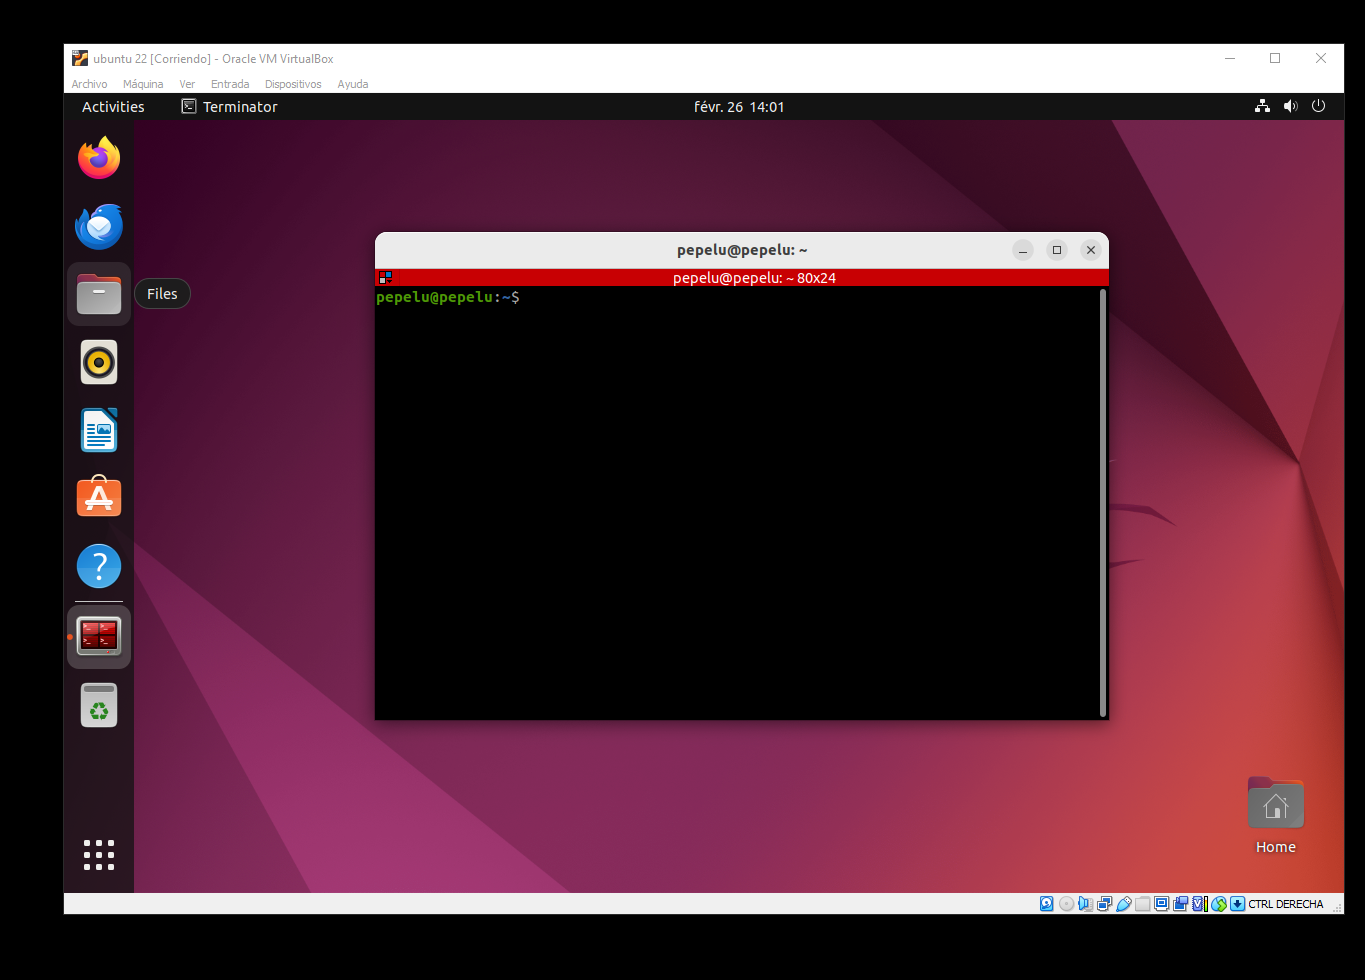 ubuntu 22 [Corriendo] - Oracle VM VirtualBox
Archivo Máquina Ver Entrada Dispositivos Ayuda
Activities Terminator févr. 26 14:01
Files
pepelu@pepelu: ~
pepelu@pepelu: ~ 80x24
pepelu@pepelu:~$
Home
CTRL DERECHA